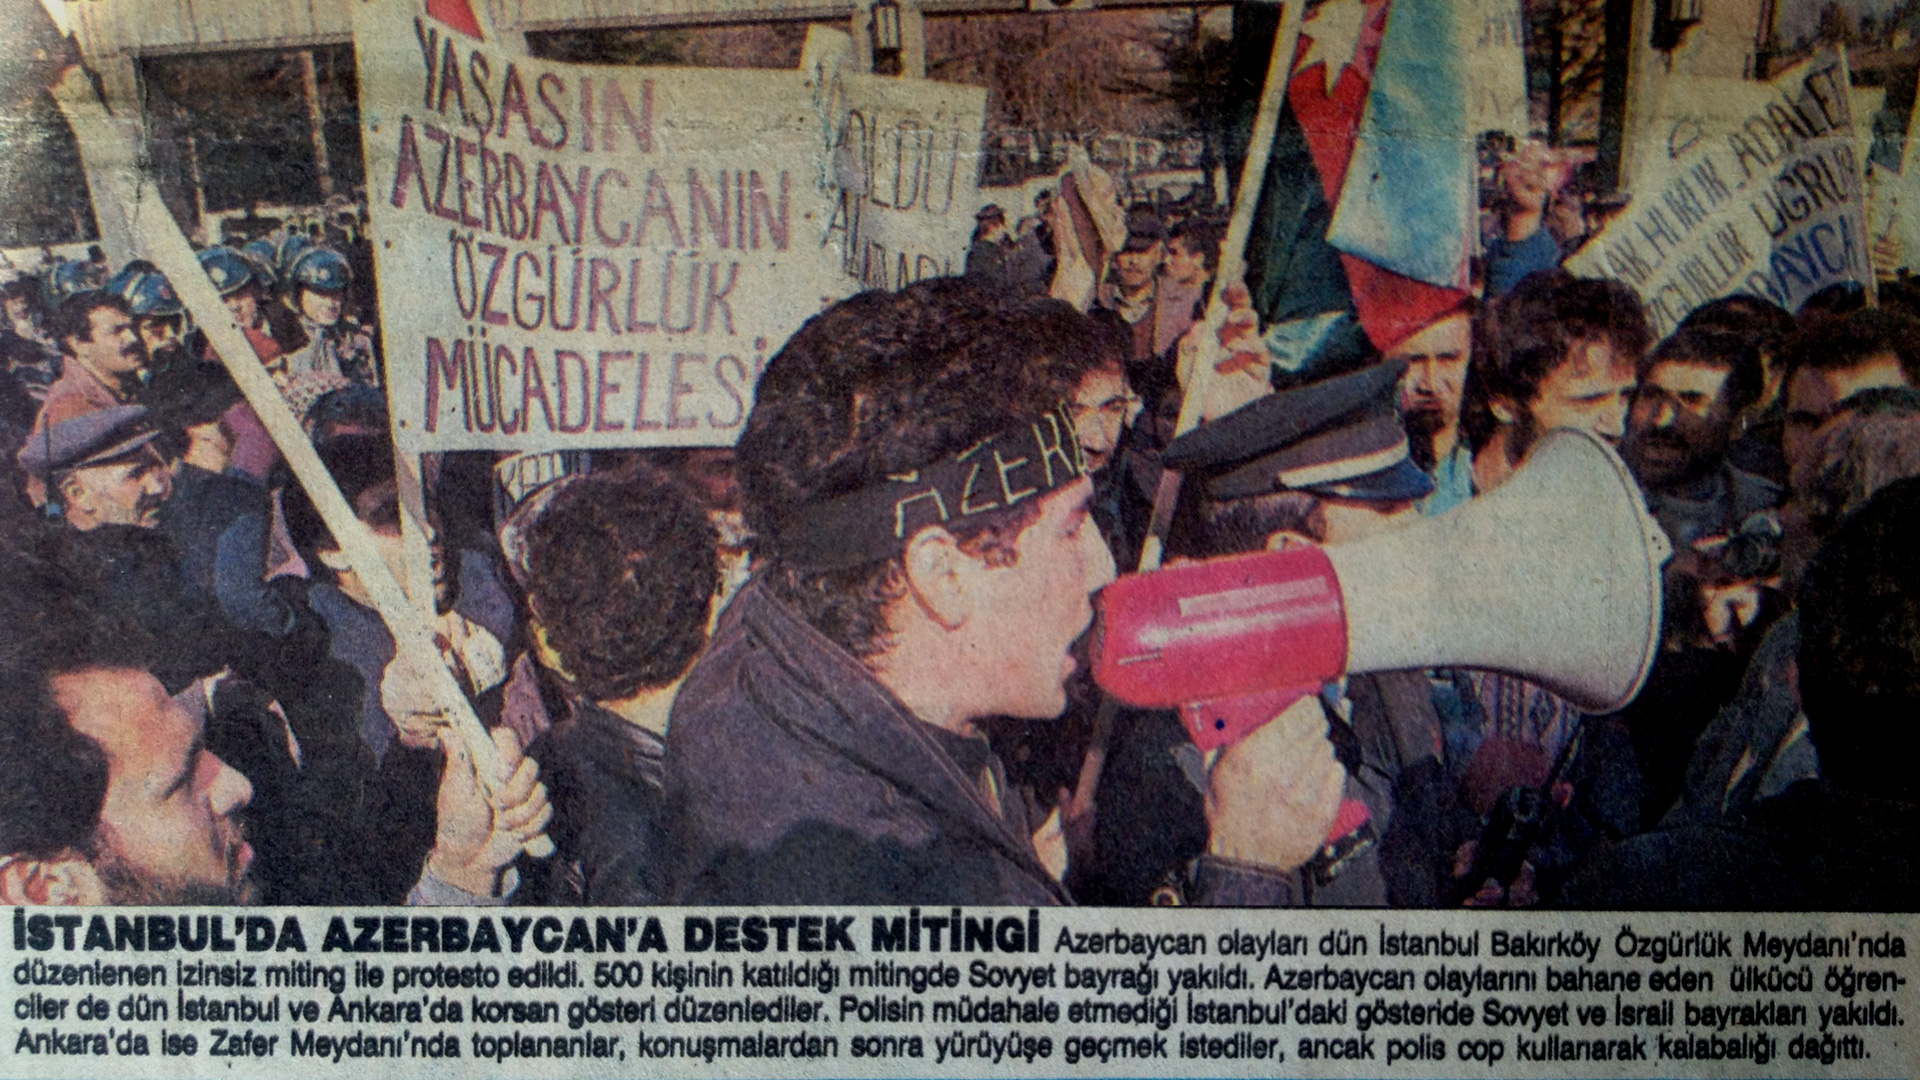 YAŞASIN
AZERBAYCANIN
ÖZGÜRLÜK
MÜCADELESİ
ÖLDÜ
HAK HUKUK ADALET
ÖZGÜRLÜK UĞRUN
AZERİ
İSTANBUL'DA AZERBAYCAN'A DESTEK MİTİNGİ Azerbaycan olayları dün İstanbul Bakırköy Özgürlük Meydanı'nda
düzenlenen izinsiz miting ile protesto edildi. 500 kişinin katıldığı mitingde Sovyet bayrağı yakıldı. Azerbaycan olaylarını bahane eden ülkücü öğren-
ciler de dün İstanbul ve Ankara'da korsan gösteri düzenlediler. Polisin müdahale etmediği İstanbul'daki gösteride Sovyet ve İsrail bayrakları yakıldı.
Ankara'da ise Zafer Meydanı'nda toplananlar, konuşmalardan sonra yürüyüşe geçmek istediler, ancak polis cop kullanarak kalabalığı dağıttı.